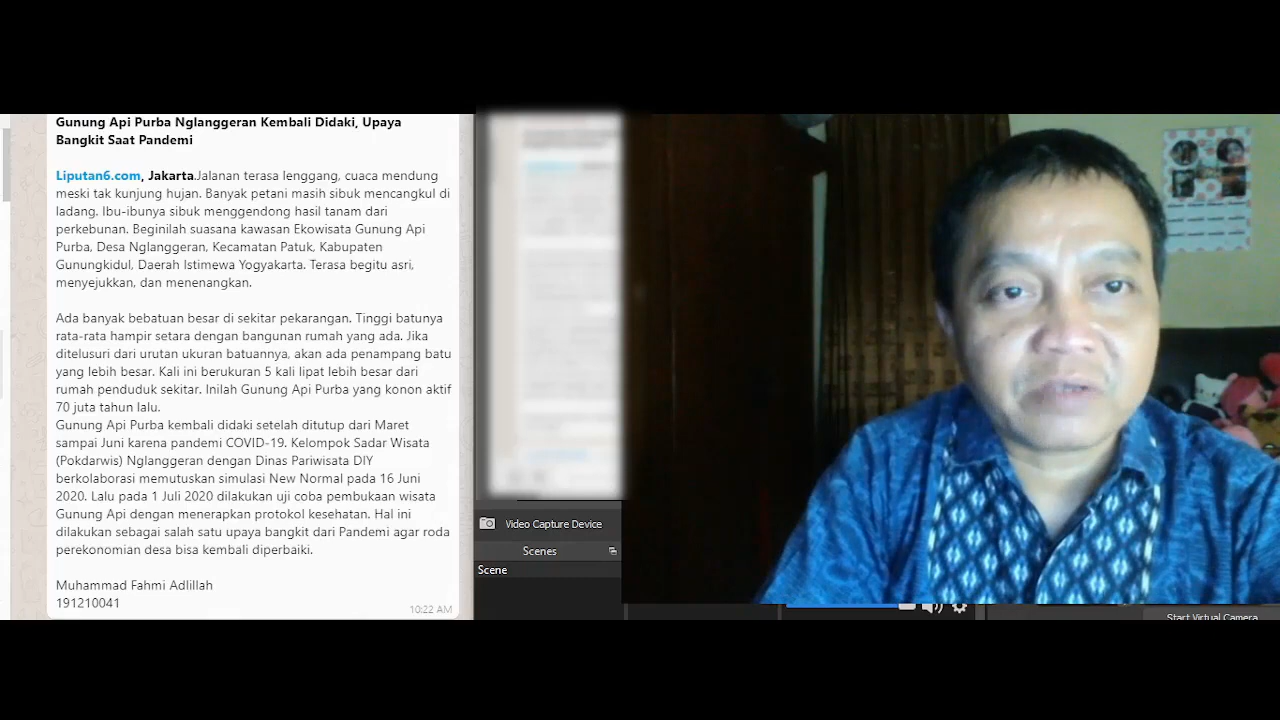 Gunung Api Purba Nglanggeran Kembali Didaki, Upaya
Bangkit Saat Pandemi
Liputan6.com, Jakarta.Jalanan terasa lenggang, cuaca mendung
meski tak kunjung hujan. Banyak petani masih sibuk mencangkul di
ladang. Ibu-ibunya sibuk menggendong hasil tanam dari
perkebunan. Beginilah suasana kawasan Ekowisata Gunung Api
Purba, Desa Nglanggeran, Kecamatan Patuk, Kabupaten
Gunungkidul, Daerah Istimewa Yogyakarta. Terasa begitu asri,
menyejukkan, dan menenangkan.
Ada banyak bebatuan besar di sekitar pekarangan. Tinggi batunya
rata-rata hampir setara dengan bangunan rumah yang ada. Jika
ditelusuri dari urutan ukuran batuannya, akan ada penampang batu
yang lebih besar. Kali ini berukuran 5 kali lipat lebih besar dari
rumah penduduk sekitar. Inilah Gunung Api Purba yang konon aktif
70 juta tahun lalu.
Gunung Api Purba kembali didaki setelah ditutup dari Maret
sampai Juni karena pandemi COVID-19. Kelompok Sadar Wisata
(Pokdarwis) Nglanggeran dengan Dinas Pariwisata DIY
berkolaborasi memutuskan simulasi New Normal pada 16 Juni
2020. Lalu pada 1 Juli 2020 dilakukan uji coba pembukaan wisata
Gunung Api dengan menerapkan protokol kesehatan. Hal ini
dilakukan sebagai salah satu upaya bangkit dari Pandemi agar roda
perekonomian desa bisa kembali diperbaiki.
Muhammad Fahmi Adlillah
191210041
10:22 AM
Video Capture Device
Scenes
Scene
Start Virtual Camera